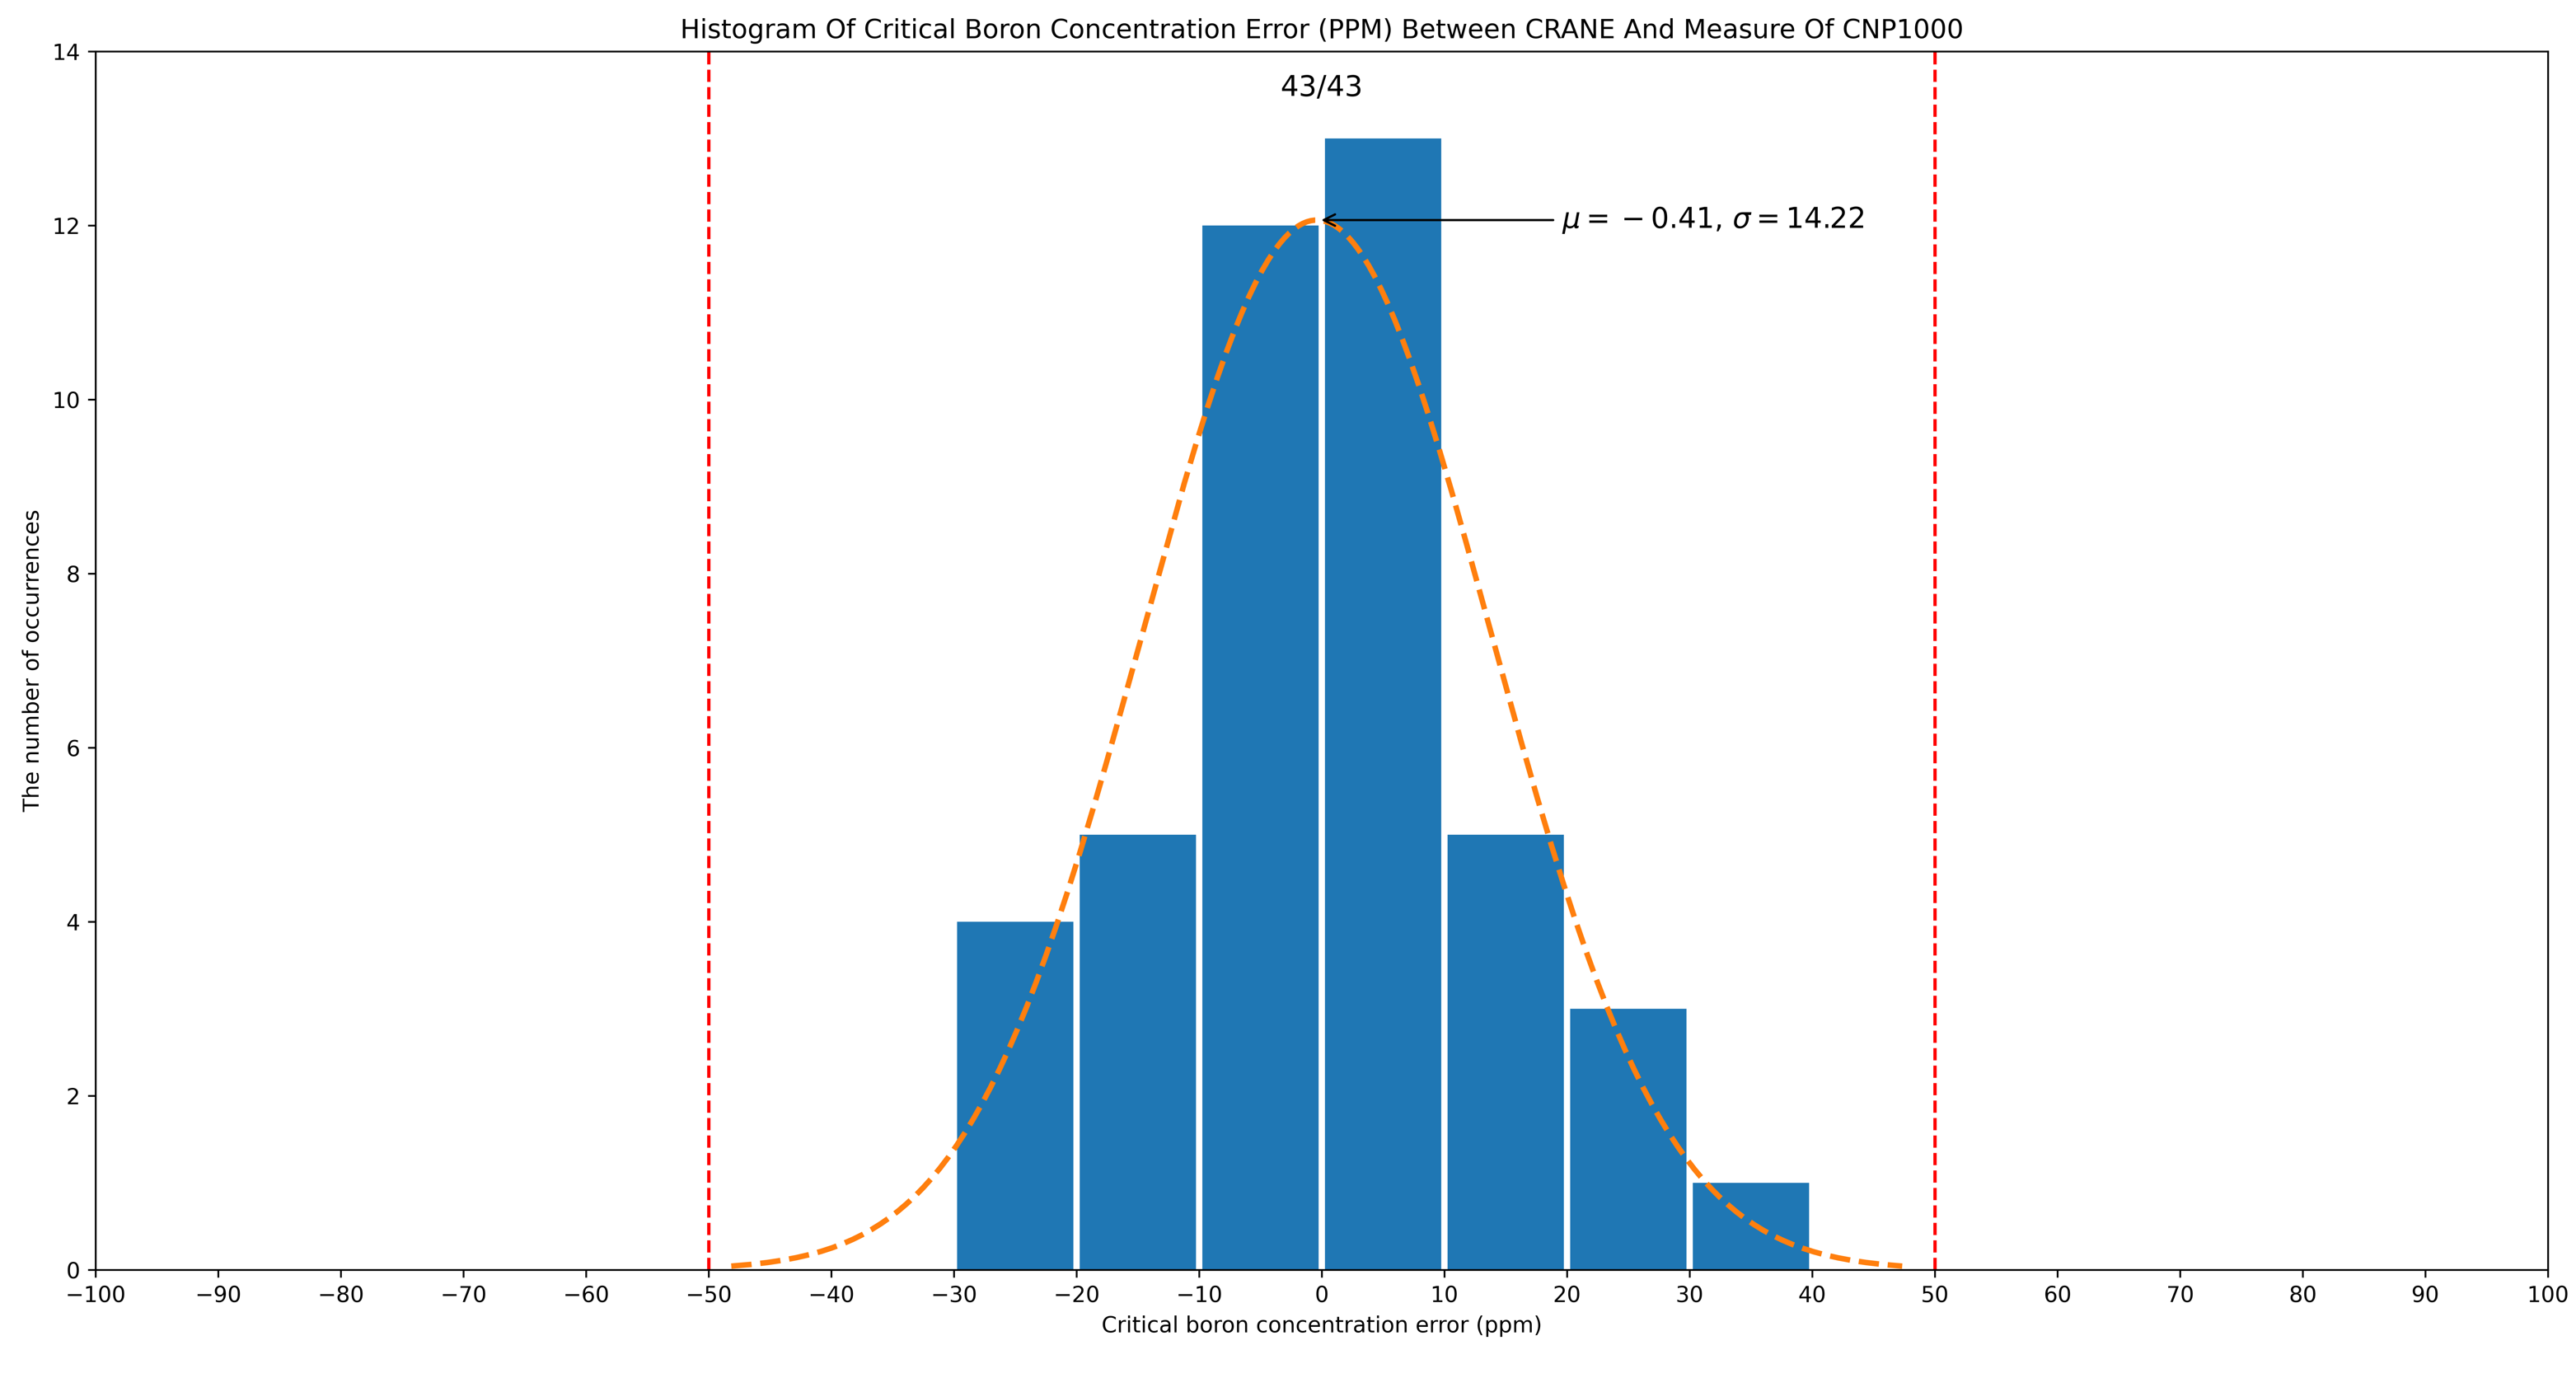 Histogram Of Critical Boron Concentration Error (PPM) Between CRANE And Measure Of CNP1000
43/43
μ = −0.41, σ = 14.22
The number of occurrences
14
12
10
8
6
4
2
0
−100 −90 −80 −70 −60 −50 −40 −30 −20 −10 0 10 20 30 40 50 60 70 80 90 100
Critical boron concentration error (ppm)